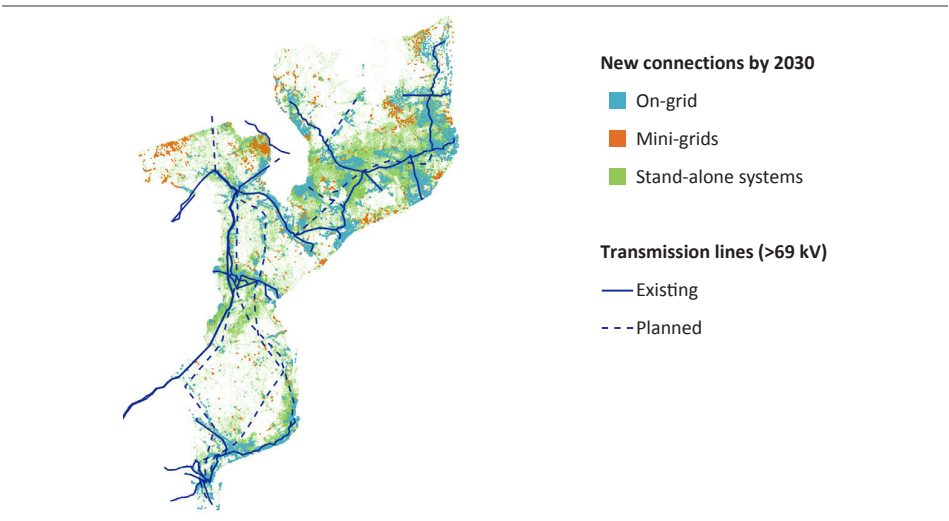 New connections by 2030
On-grid
Mini-grids
Stand-alone systems
Transmission lines (>69 kV)
Existing
Planned